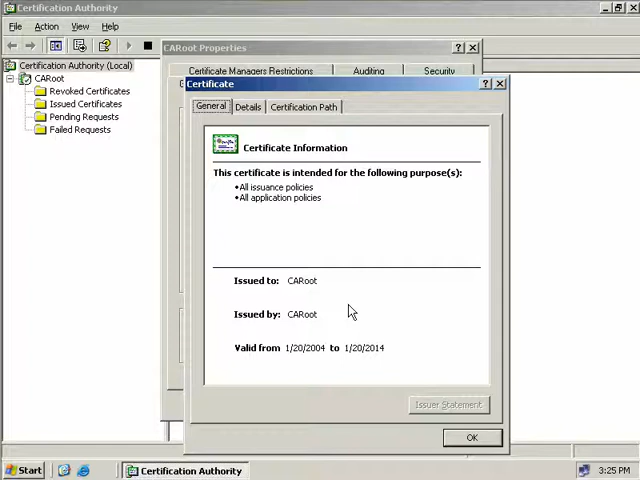 Certification Authority
File Action View Help
Certification Authority (Local)
CARoot
Revoked Certificates
Issued Certificates
Pending Requests
Failed Requests
CARoot Properties
Certificate Managers Restrictions Auditing Security
Certificate
General Details Certification Path
Certificate Information
This certificate is intended for the following purpose(s):
•All issuance policies
•All application policies
Issued to: CARoot
Issued by: CARoot
Valid from 1/20/2004 to 1/20/2014
Issuer Statement
OK
Start Certification Authority 3:25 PM